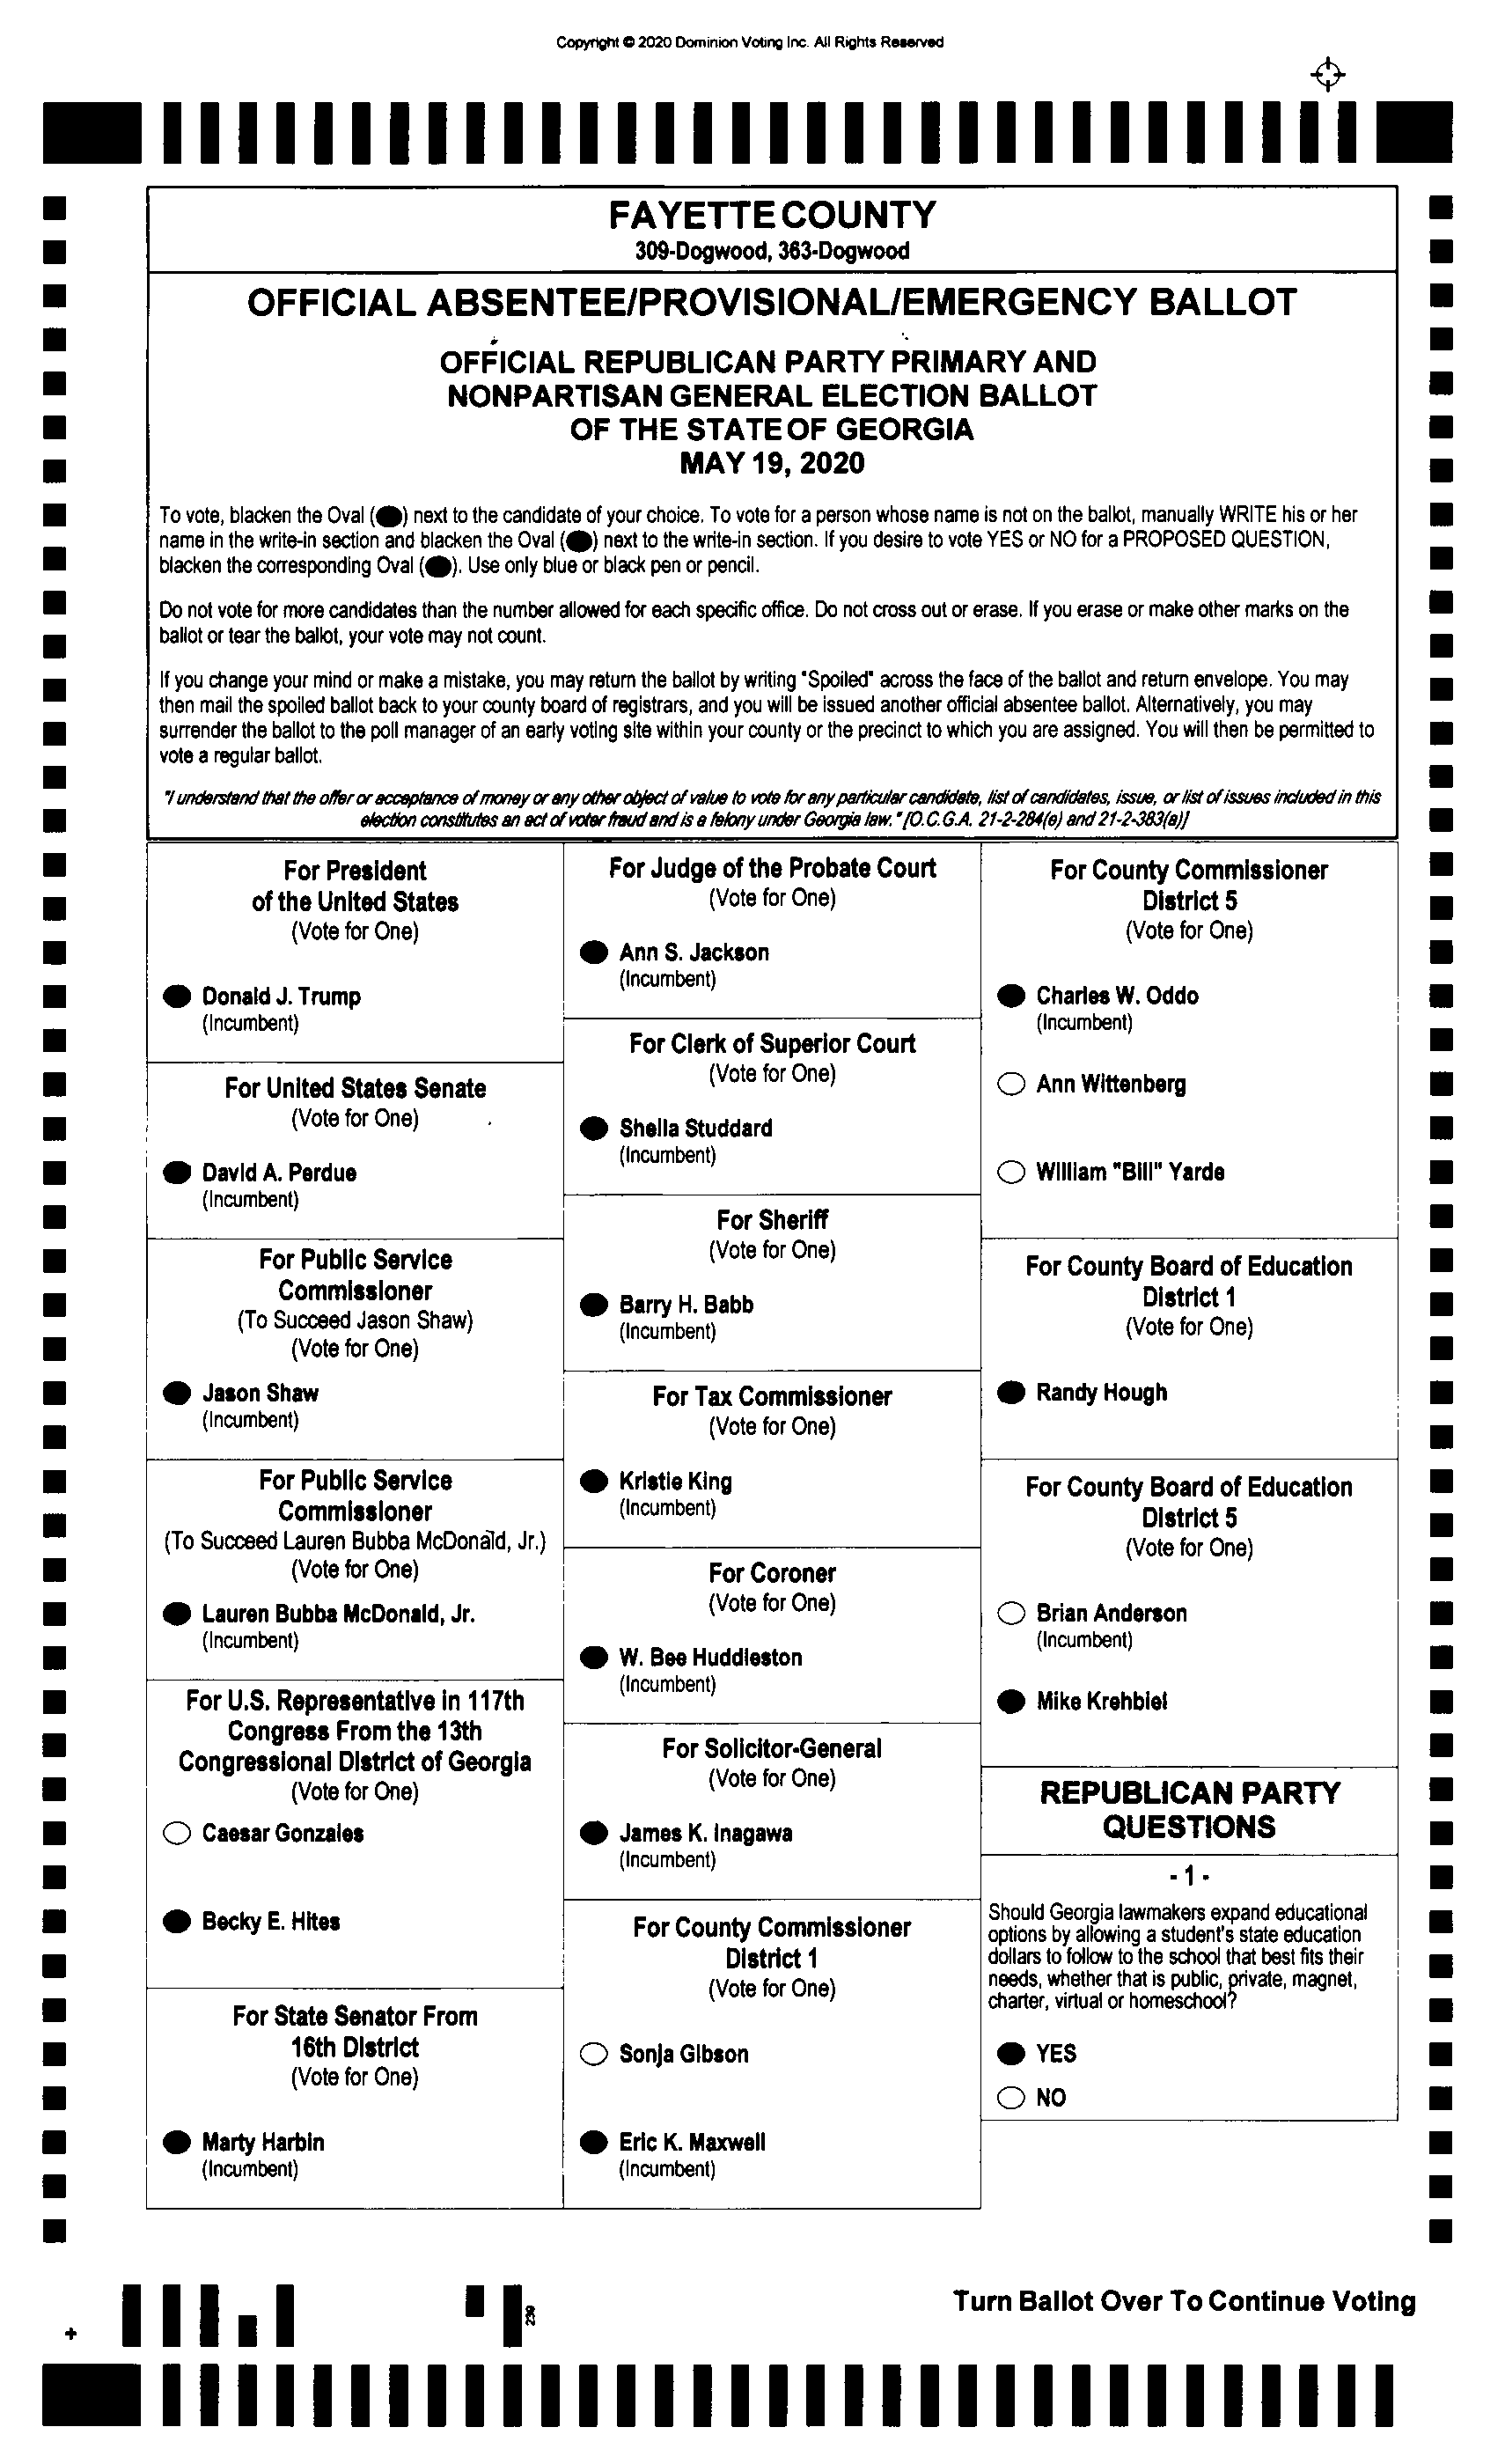 Copyright © 2020 Dominion Voting Inc. All Rights Reserved
FAYETTE COUNTY
309-Dogwood, 363-Dogwood
OFFICIAL ABSENTEE/PROVISIONAL/EMERGENCY BALLOT
OFFICIAL REPUBLICAN PARTY PRIMARY AND
NONPARTISAN GENERAL ELECTION BALLOT
OF THE STATE OF GEORGIA
MAY 19, 2020
To vote, blacken the Oval (●) next to the candidate of your choice. To vote for a person whose name is not on the ballot, manually WRITE his or her
name in the write-in section and blacken the Oval (●) next to the write-in section. If you desire to vote YES or NO for a PROPOSED QUESTION,
blacken the corresponding Oval (●). Use only blue or black pen or pencil.
Do not vote for more candidates than the number allowed for each specific office. Do not cross out or erase. If you erase or make other marks on the
ballot or tear the ballot, your vote may not count.
If you change your mind or make a mistake, you may return the ballot by writing "Spoiled" across the face of the ballot and return envelope. You may
then mail the spoiled ballot back to your county board of registrars, and you will be issued another official absentee ballot. Alternatively, you may
surrender the ballot to the poll manager of an early voting site within your county or the precinct to which you are assigned. You will then be permitted to
vote a regular ballot.
"I understand that the offer or acceptance of money or any other object of value to vote for any particular candidate, list of candidates, issue, or list of issues included in this
election constitutes an act of voter fraud and is a felony under Georgia law." [O.C.G.A. 21-2-284(e) and 21-2-383(a)]
For President
of the United States
(Vote for One)
Donald J. Trump
(Incumbent)
For United States Senate
(Vote for One)
David A. Perdue
(Incumbent)
For Public Service
Commissioner
(To Succeed Jason Shaw)
(Vote for One)
Jason Shaw
(Incumbent)
For Public Service
Commissioner
(To Succeed Lauren Bubba McDonald, Jr.)
(Vote for One)
Lauren Bubba McDonald, Jr.
(Incumbent)
For U.S. Representative in 117th
Congress From the 13th
Congressional District of Georgia
(Vote for One)
Caesar Gonzales
Becky E. Hites
For State Senator From
16th District
(Vote for One)
Marty Harbin
(Incumbent)
For Judge of the Probate Court
(Vote for One)
Ann S. Jackson
(Incumbent)
For Clerk of Superior Court
(Vote for One)
Sheila Studdard
(Incumbent)
For Sheriff
(Vote for One)
Barry H. Babb
(Incumbent)
For Tax Commissioner
(Vote for One)
Kristie King
(Incumbent)
For Coroner
(Vote for One)
W. Bee Huddleston
(Incumbent)
For Solicitor-General
(Vote for One)
James K. Inagawa
(Incumbent)
For County Commissioner
District 1
(Vote for One)
Sonja Gibson
Eric K. Maxwell
(Incumbent)
For County Commissioner
District 5
(Vote for One)
Charles W. Oddo
(Incumbent)
Ann Wittenberg
William "Bill" Yarde
For County Board of Education
District 1
(Vote for One)
Randy Hough
For County Board of Education
District 5
(Vote for One)
Brian Anderson
(Incumbent)
Mike Krehbiel
REPUBLICAN PARTY
QUESTIONS
- 1 -
Should Georgia lawmakers expand educational
options by allowing a student's state education
dollars to follow to the school that best fits their
needs, whether that is public, private, magnet,
charter, virtual or homeschool?
YES
NO
Turn Ballot Over To Continue Voting
239